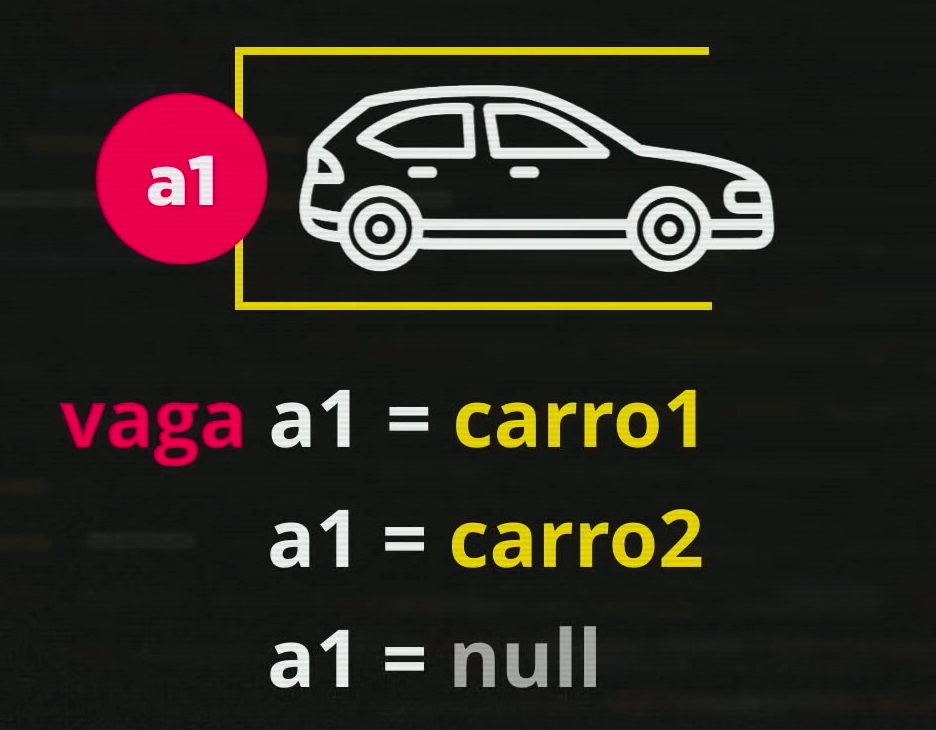 a1
vaga a1 = carro1
a1 = carro2
a1 = null